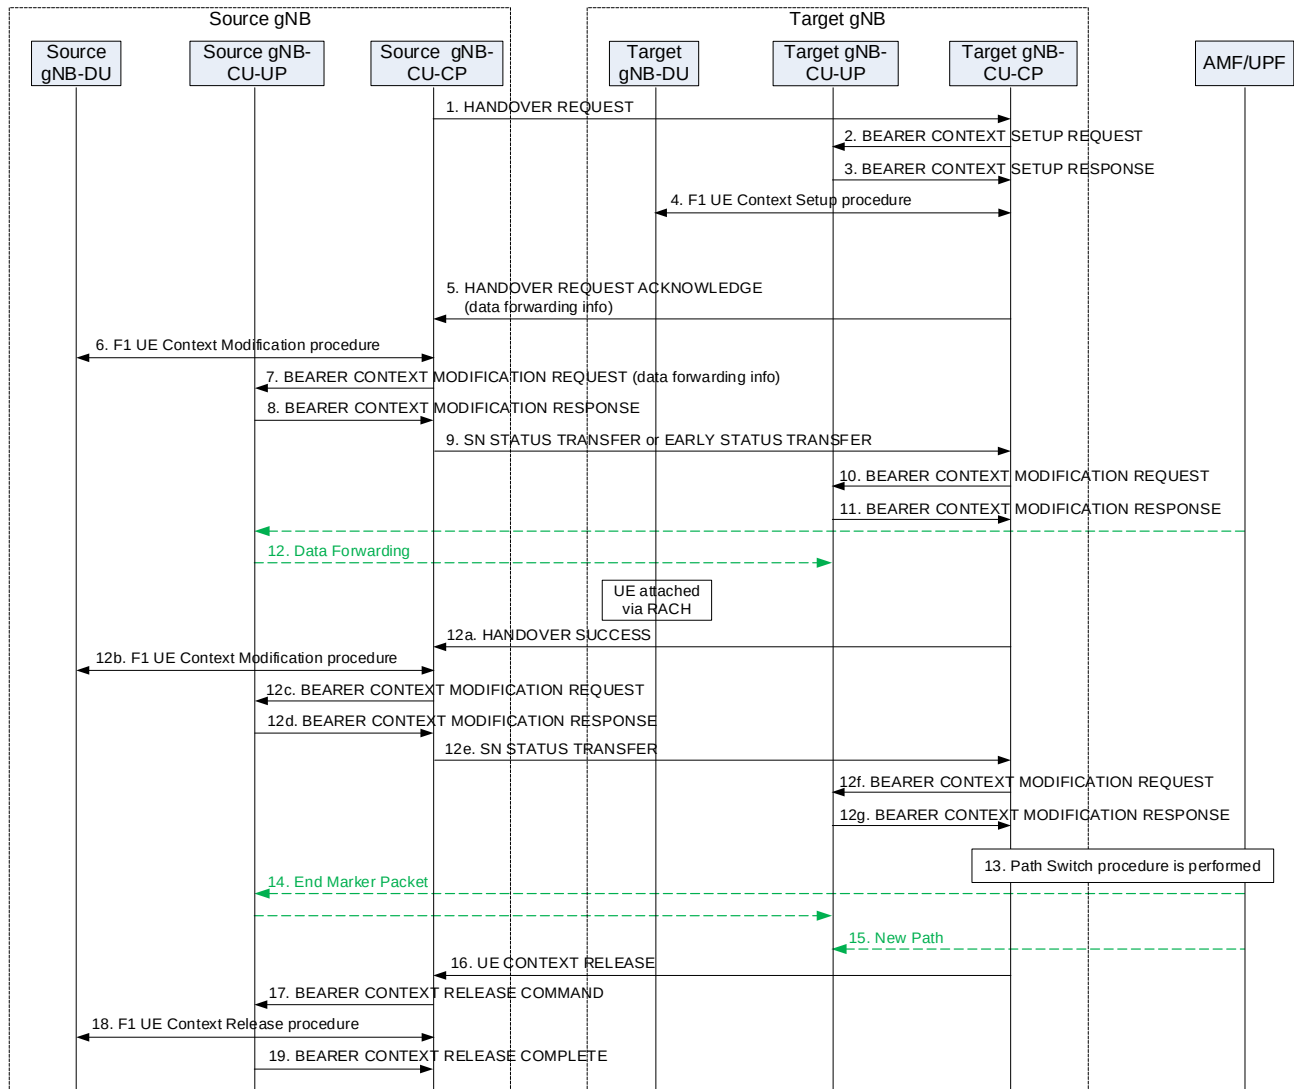 Source gNB
Target gNB
Source
gNB-DU
Source gNB-
CU-UP
Source gNB-
CU-CP
Target
gNB-DU
Target gNB-
CU-UP
Target gNB-
CU-CP
AMF/UPF
1. HANDOVER REQUEST
2. BEARER CONTEXT SETUP REQUEST
3. BEARER CONTEXT SETUP RESPONSE
4. F1 UE Context Setup procedure
5. HANDOVER REQUEST ACKNOWLEDGE
(data forwarding info)
6. F1 UE Context Modification procedure
7. BEARER CONTEXT MODIFICATION REQUEST (data forwarding info)
8. BEARER CONTEXT MODIFICATION RESPONSE
9. SN STATUS TRANSFER or EARLY STATUS TRANSFER
10. BEARER CONTEXT MODIFICATION REQUEST
11. BEARER CONTEXT MODIFICATION RESPONSE
12. Data Forwarding
UE attached
via RACH
12a. HANDOVER SUCCESS
12b. F1 UE Context Modification procedure
12c. BEARER CONTEXT MODIFICATION REQUEST
12d. BEARER CONTEXT MODIFICATION RESPONSE
12e. SN STATUS TRANSFER
12f. BEARER CONTEXT MODIFICATION REQUEST
12g. BEARER CONTEXT MODIFICATION RESPONSE
13. Path Switch procedure is performed
14. End Marker Packet
15. New Path
16. UE CONTEXT RELEASE
17. BEARER CONTEXT RELEASE COMMAND
18. F1 UE Context Release procedure
19. BEARER CONTEXT RELEASE COMPLETE